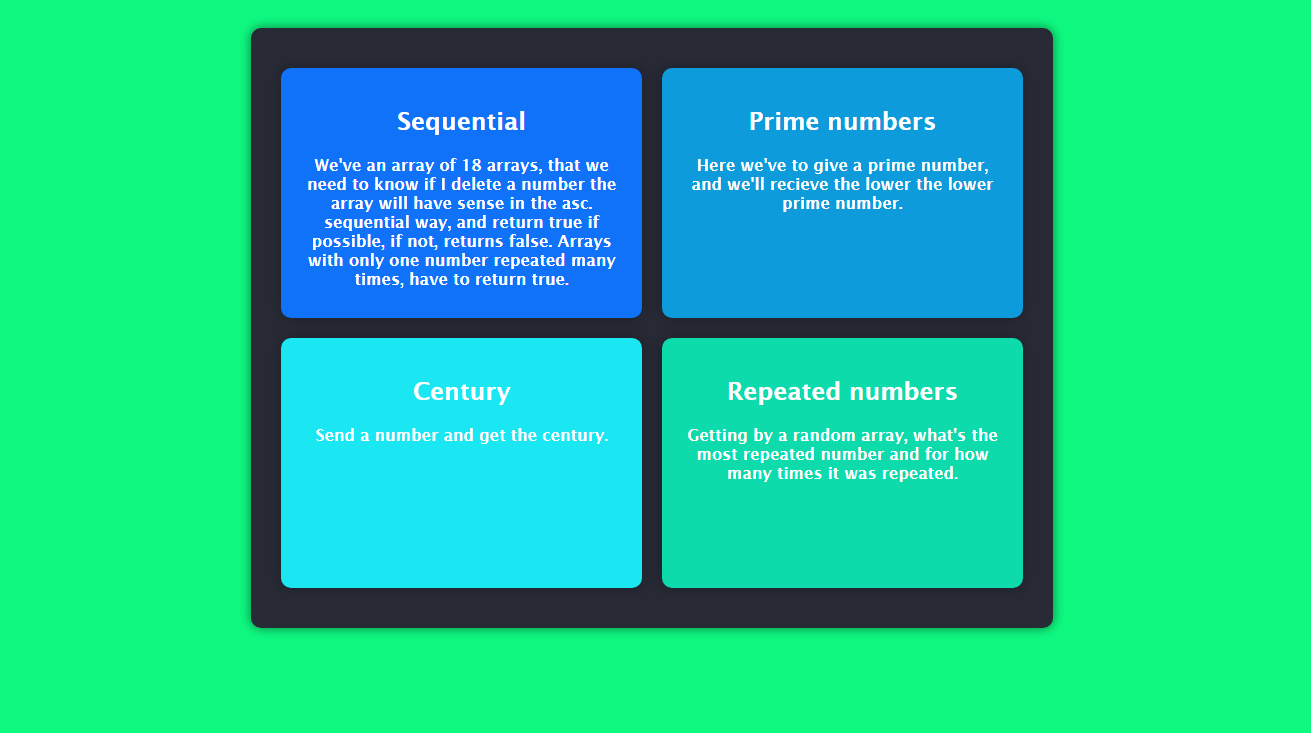 Sequential
We've an array of 18 arrays, that we
need to know if I delete a number the
array will have sense in the asc.
sequential way, and return true if
possible, if not, returns false. Arrays
with only one number repeated many
times, have to return true.
Prime numbers
Here we've to give a prime number,
and we'll recieve the lower the lower
prime number.
Century
Send a number and get the century.
Repeated numbers
Getting by a random array, what's the
most repeated number and for how
many times it was repeated.